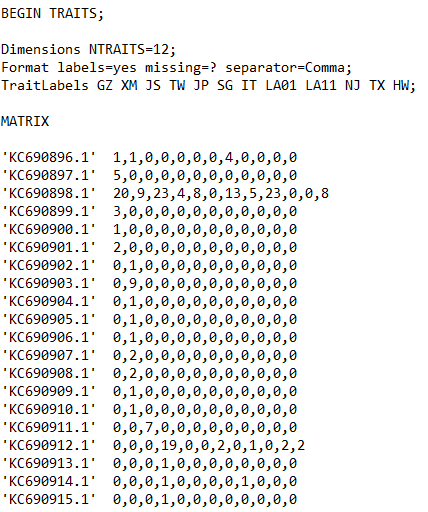 BEGIN TRAITS;
Dimensions NTRAITS=12;
Format labels=yes missing=? separator=Comma;
TraitLabels GZ XM JS TW JP SG IT LA01 LA11 NJ TX HW;
MATRIX
'KC690896.1' 1,1,0,0,0,0,0,4,0,0,0,0
'KC690897.1' 5,0,0,0,0,0,0,0,0,0,0,0
'KC690898.1' 20,9,23,4,8,0,13,5,23,0,0,8
'KC690899.1' 3,0,0,0,0,0,0,0,0,0,0,0
'KC690900.1' 1,0,0,0,0,0,0,0,0,0,0,0
'KC690901.1' 2,0,0,0,0,0,0,0,0,0,0,0
'KC690902.1' 0,1,0,0,0,0,0,0,0,0,0,0
'KC690903.1' 0,9,0,0,0,0,0,0,0,0,0,0
'KC690904.1' 0,1,0,0,0,0,0,0,0,0,0,0
'KC690905.1' 0,1,0,0,0,0,0,0,0,0,0,0
'KC690906.1' 0,1,0,0,0,0,0,0,0,0,0,0
'KC690907.1' 0,2,0,0,0,0,0,0,0,0,0,0
'KC690908.1' 0,2,0,0,0,0,0,0,0,0,0,0
'KC690909.1' 0,1,0,0,0,0,0,0,0,0,0,0
'KC690910.1' 0,1,0,0,0,0,0,0,0,0,0,0
'KC690911.1' 0,0,7,0,0,0,0,0,0,0,0,0
'KC690912.1' 0,0,0,19,0,0,2,0,1,0,2,2
'KC690913.1' 0,0,0,1,0,0,0,0,0,0,0,0
'KC690914.1' 0,0,0,1,0,0,0,0,1,0,0,0
'KC690915.1' 0,0,0,1,0,0,0,0,0,0,0,0